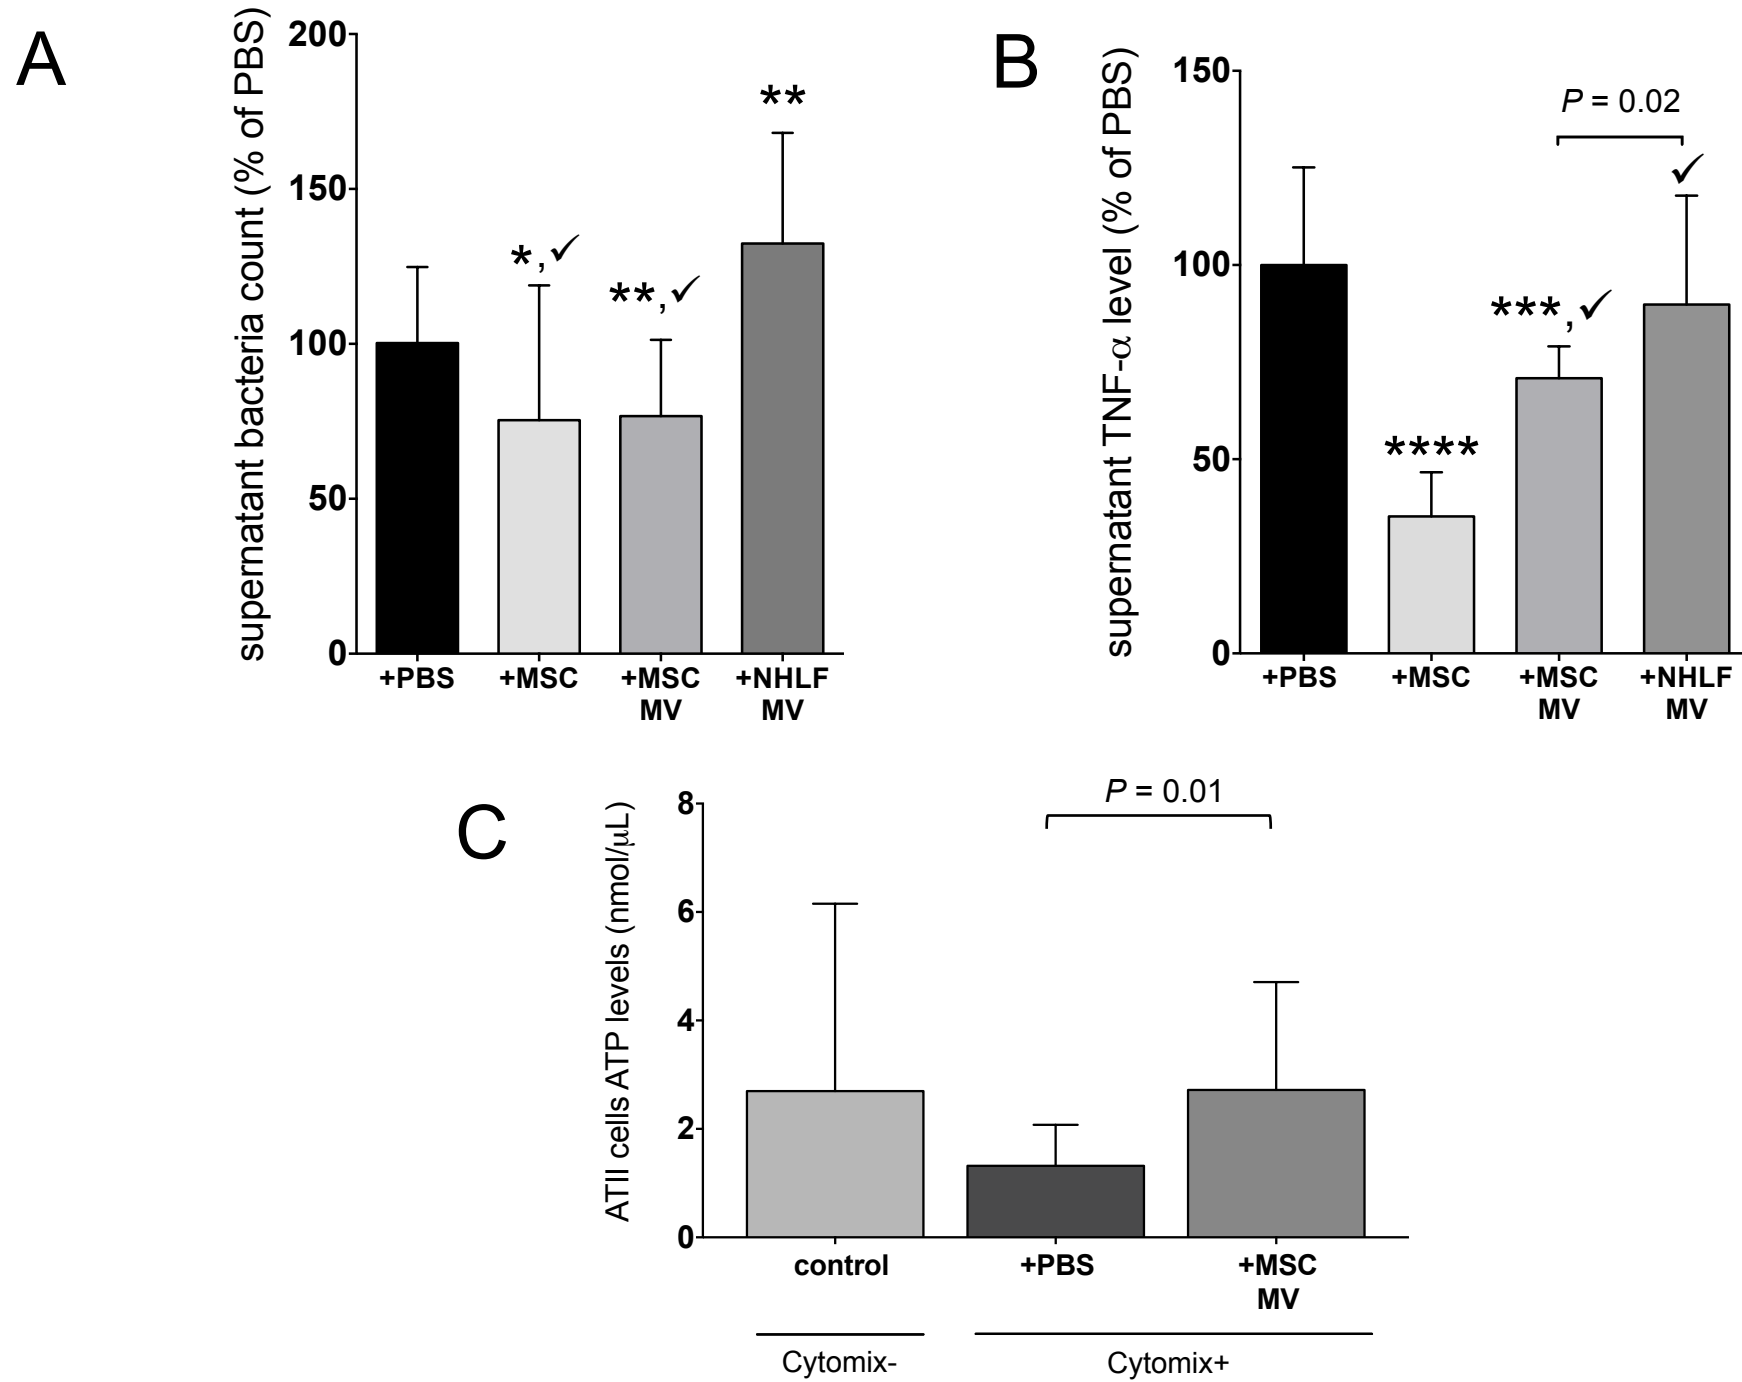 A
supernatant bacteria count (% of PBS)
200
150
100
50
0
*,✓
**,✓
**
+PBS
+MSC
+MSC
MV
+NHLF
MV
B
supernatant TNF-α level (% of PBS)
150
100
50
0
****
***,✓
✓
P = 0.02
+PBS
+MSC
+MSC
MV
+NHLF
MV
C
ATII cells ATP levels (nmol/μL)
8
6
4
2
0
P = 0.01
control
+PBS
+MSC
MV
Cytomix-
Cytomix+